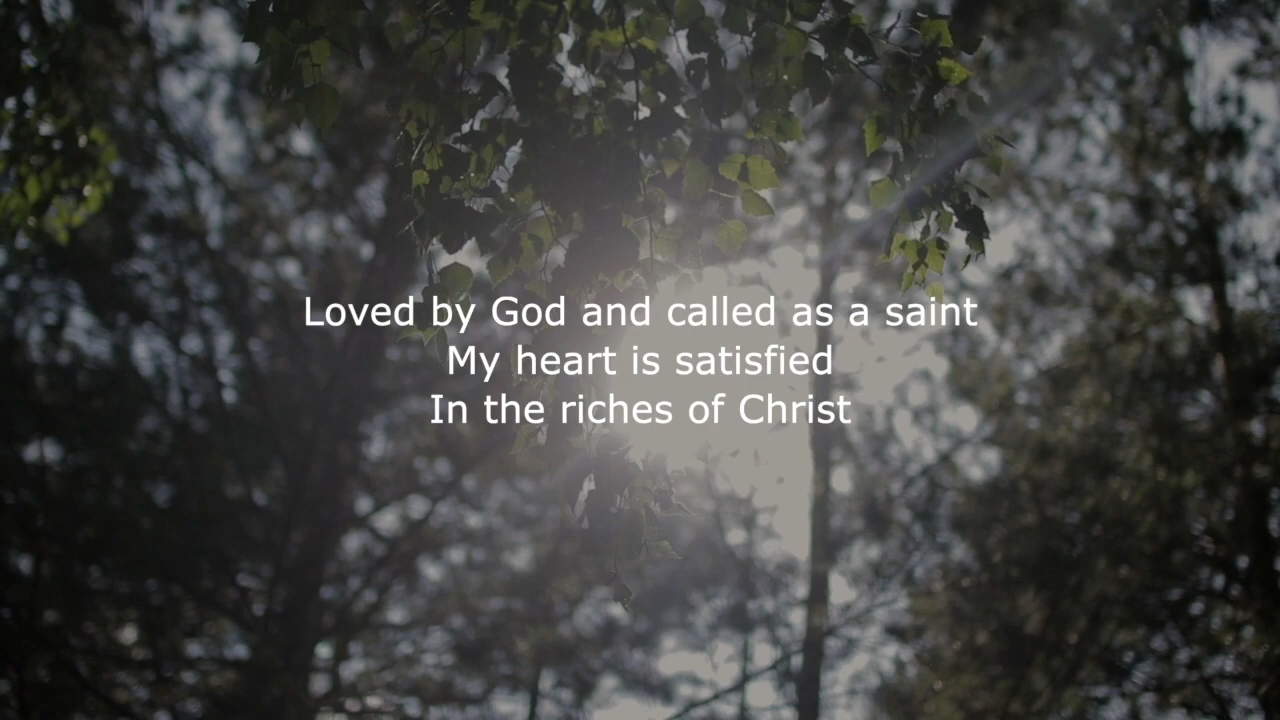 Loved by God and called as a saint
My heart is satisfied
In the riches of Christ